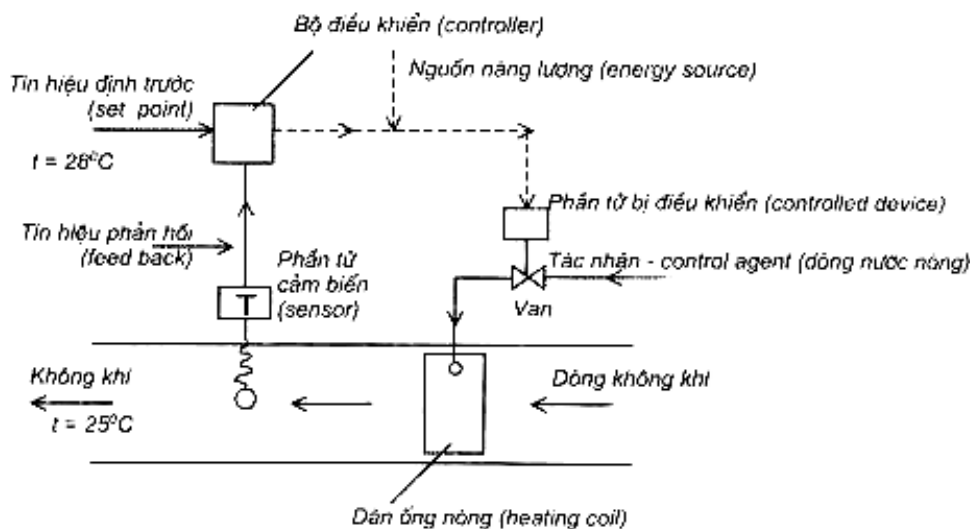 Bộ điều khiển (controller)
Nguồn năng lượng (energy source)
Tín hiệu định trước
(set point)
t = 26⁰C
Phần tử bị điều khiển (controlled device)
Tín hiệu phản hồi
(feed back)
Phần tử
cảm biến
(sensor)
T
Tác nhân - control agent (dòng nước nóng)
Van
Không khí
t = 25⁰C
Dòng không khí
Dàn ống nóng (heating coil)